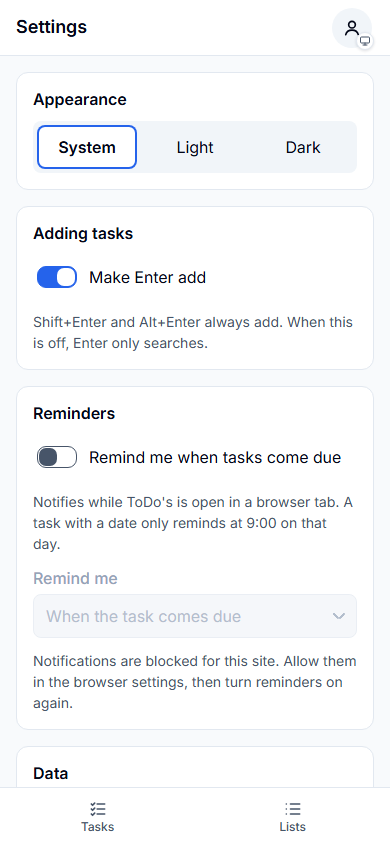 Settings
Appearance
System Light Dark
Adding tasks
Make Enter add
Shift+Enter and Alt+Enter always add. When this
is off, Enter only searches.
Reminders
Remind me when tasks come due
Notifies while ToDo's is open in a browser tab. A
task with a date only reminds at 9:00 on that
day.
Remind me
When the task comes due
Notifications are blocked for this site. Allow them
in the browser settings, then turn reminders on
again.
Data
Tasks Lists